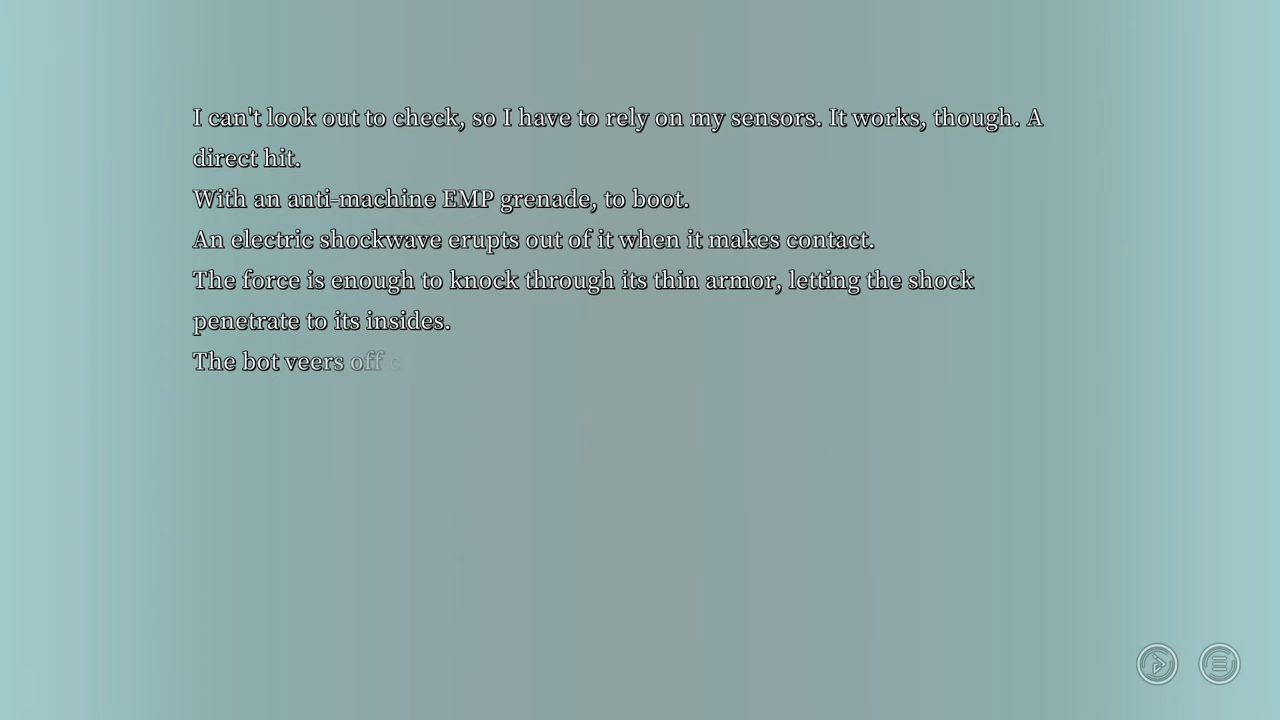 I can't look out to check, so I have to rely on my sensors. It works, though. A
direct hit.
With an anti-machine EMP grenade, to boot.
An electric shockwave erupts out of it when it makes contact.
The force is enough to knock through its thin armor, letting the shock
penetrate to its insides.
The bot veers off c